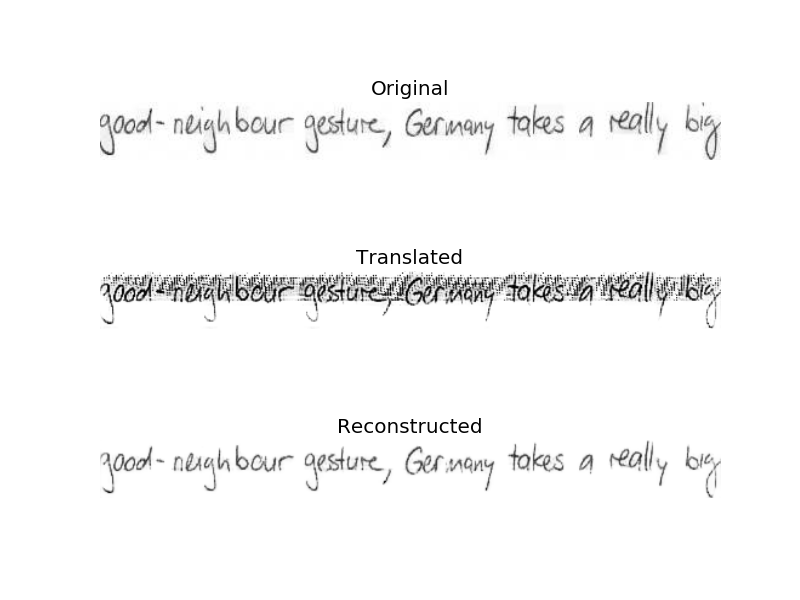 Original
good-neighbour gesture, Germany takes a really big
Translated
good-neighbour gesture, Germany takes a really big
Reconstructed
good-neighbour gesture, Germany takes a really big